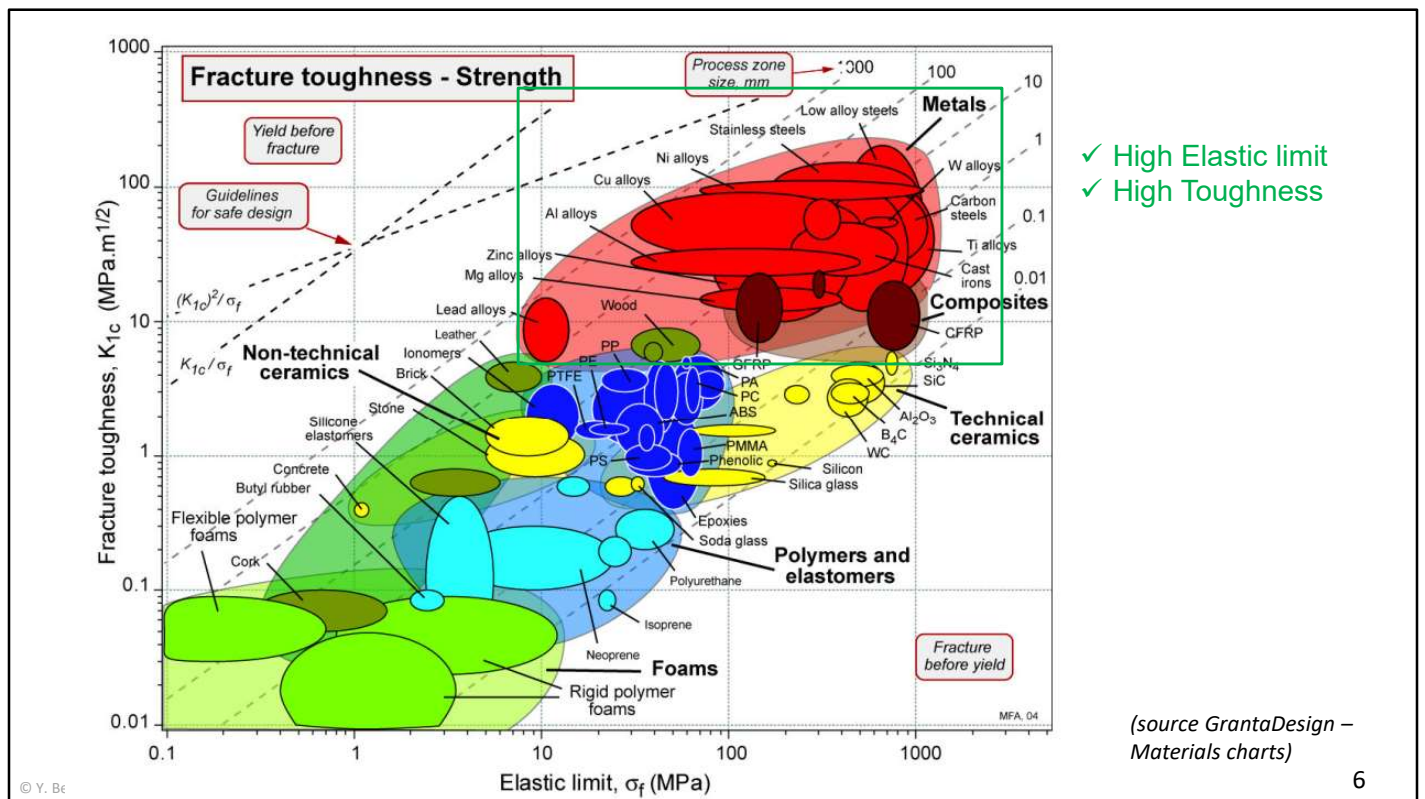 Fracture toughness - Strength
Process zone
size, mm
1000
100
10
1
0.1
0.01
Yield before
fracture
Guidelines
for safe design
(K1c)²/σf
K1c/σf
Metals
Low alloy steels
Stainless steels
Ni alloys
W alloys
Cu alloys
Carbon
steels
Al alloys
Ti alloys
Zinc alloys
Mg alloys
Cast
irons
Composites
CFRP
Lead alloys
Wood
Leather
Ionomers
Non-technical
ceramics
Brick
Stone
PP
PE
PTFE
GFRP
PA
PC
ABS
PMMA
Phenolic
PS
Si3N4
SiC
Al2O3
B4C
WC
Technical
ceramics
Silicon
Silica glass
Silicone
elastomers
Concrete
Butyl rubber
Flexible polymer
foams
Cork
Epoxies
Soda glass
Polymers and
elastomers
Polyurethane
Isoprene
Neoprene
Foams
Rigid polymer
foams
Fracture
before yield
MFA, 04
Fracture toughness, K1c (MPa.m1/2)
1000
100
10
1
0.1
0.01
0.1
1
10
100
1000
Elastic limit, σf (MPa)
✓ High Elastic limit
✓ High Toughness
(source GrantaDesign –
Materials charts)
© Y.
6